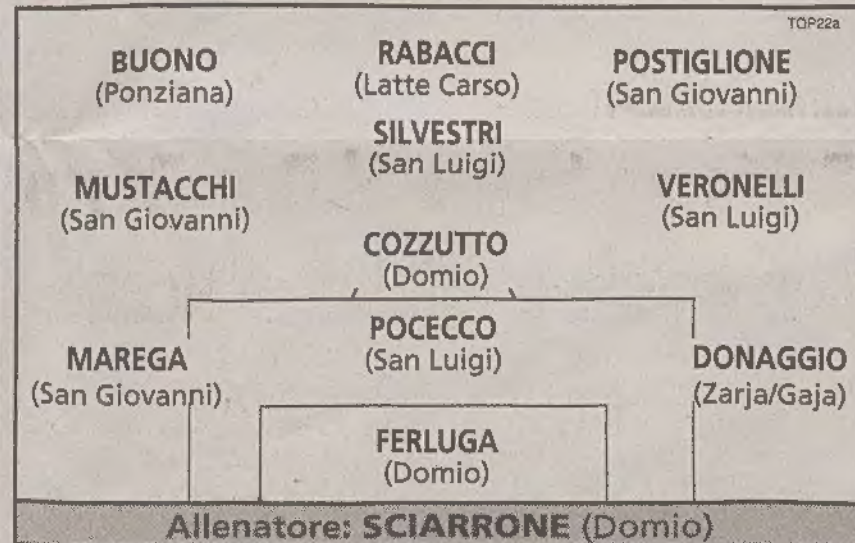 TOP22a
BUONO
(Ponziana)
RABACCI
(Latte Carso)
POSTIGLIONE
(San Giovanni)
SILVESTRI
(San Luigi)
MUSTACCHI
(San Giovanni)
VERONELLI
(San Luigi)
COZZUTTO
(Domio)
POCECCO
(San Luigi)
MAREGA
(San Giovanni)
DONAGGIO
(Zarja/Gaja)
FERLUGA
(Domio)
Allenatore: SCIARRONE (Domio)